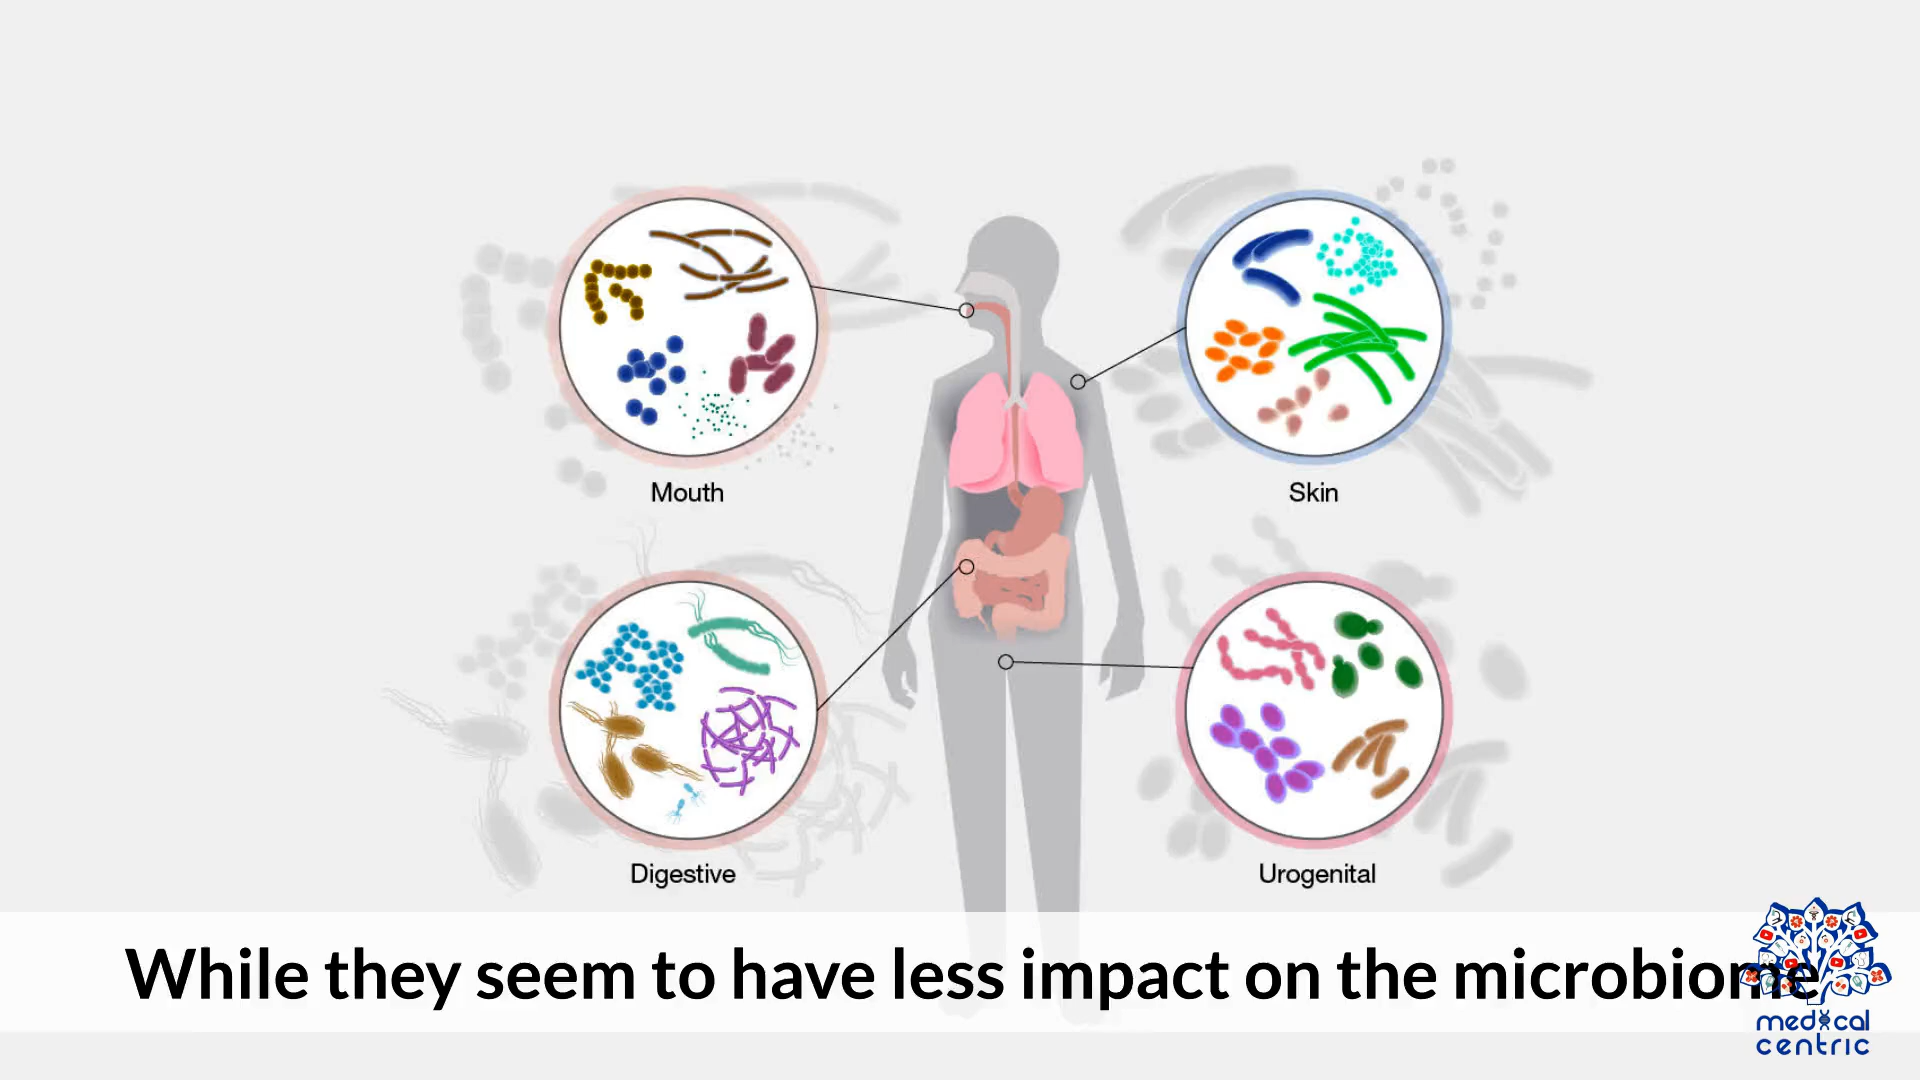 Mouth
Skin
Digestive
Urogenital
While they seem to have less impact on the microbiome
medical
centric